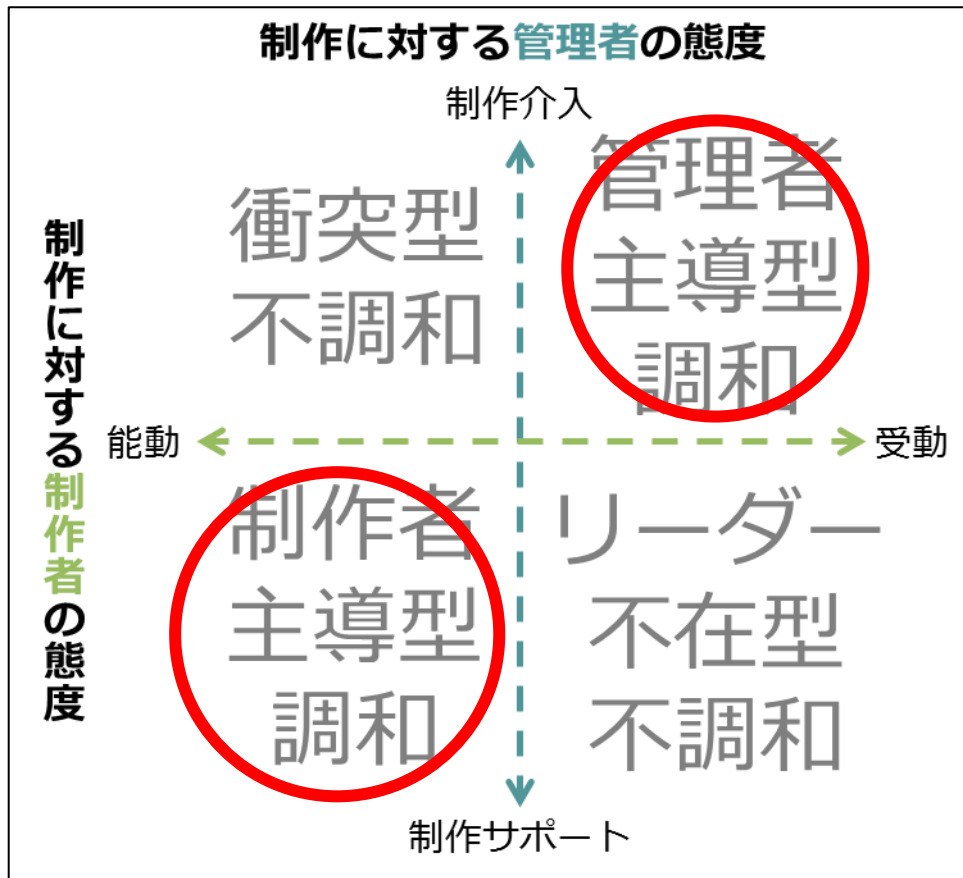 制作に対する管理者の態度
制作介入
衝突型
不調和
管理者
主導型
調和
制作に対する制作者の態度
能動
受動
制作者
主導型
調和
リーダー
不在型
不調和
制作サポート